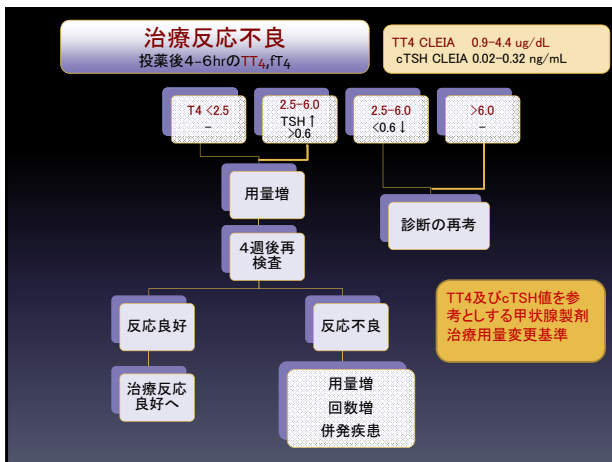 治療反応不良
投薬後4-6hrのTT4,fT4
TT4 CLEIA 0.9-4.4 ug/dL
cTSH CLEIA 0.02-0.32 ng/mL
T4 <2.5
-
2.5-6.0
TSH↑
>0.6
2.5-6.0
<0.6↓
>6.0
-
用量増
診断の再考
4週後再
検査
反応良好
反応不良
TT4及びcTSH値を参
考としする甲状腺製剤
治療用量変更基準
治療反応
良好へ
用量増
回数増
併発疾患